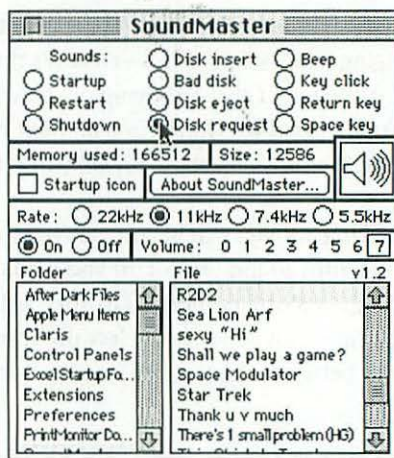 SoundMaster
Sounds: Disk insert Beep
Startup Bad disk Key click
Restart Disk eject Return key
Shutdown Disk request Space key
Memory used: 166512 Size: 12586
Startup icon About SoundMaster...
Rate: 22kHz 11kHz 7.4kHz 5.5kHz
On Off Volume: 0 1 2 3 4 5 6 7
Folder File v1.2
After Dark Files
Apple Menu Items
Claris
Control Panels
Excel Startup Fo...
Extensions
Preferences
PrintMonitor Do...
R2D2
Sea Lion Arf
sexy "Hi"
Shall we play a game?
Space Modulator
Star Trek
Thank u v much
There's 1 small problem (HG)